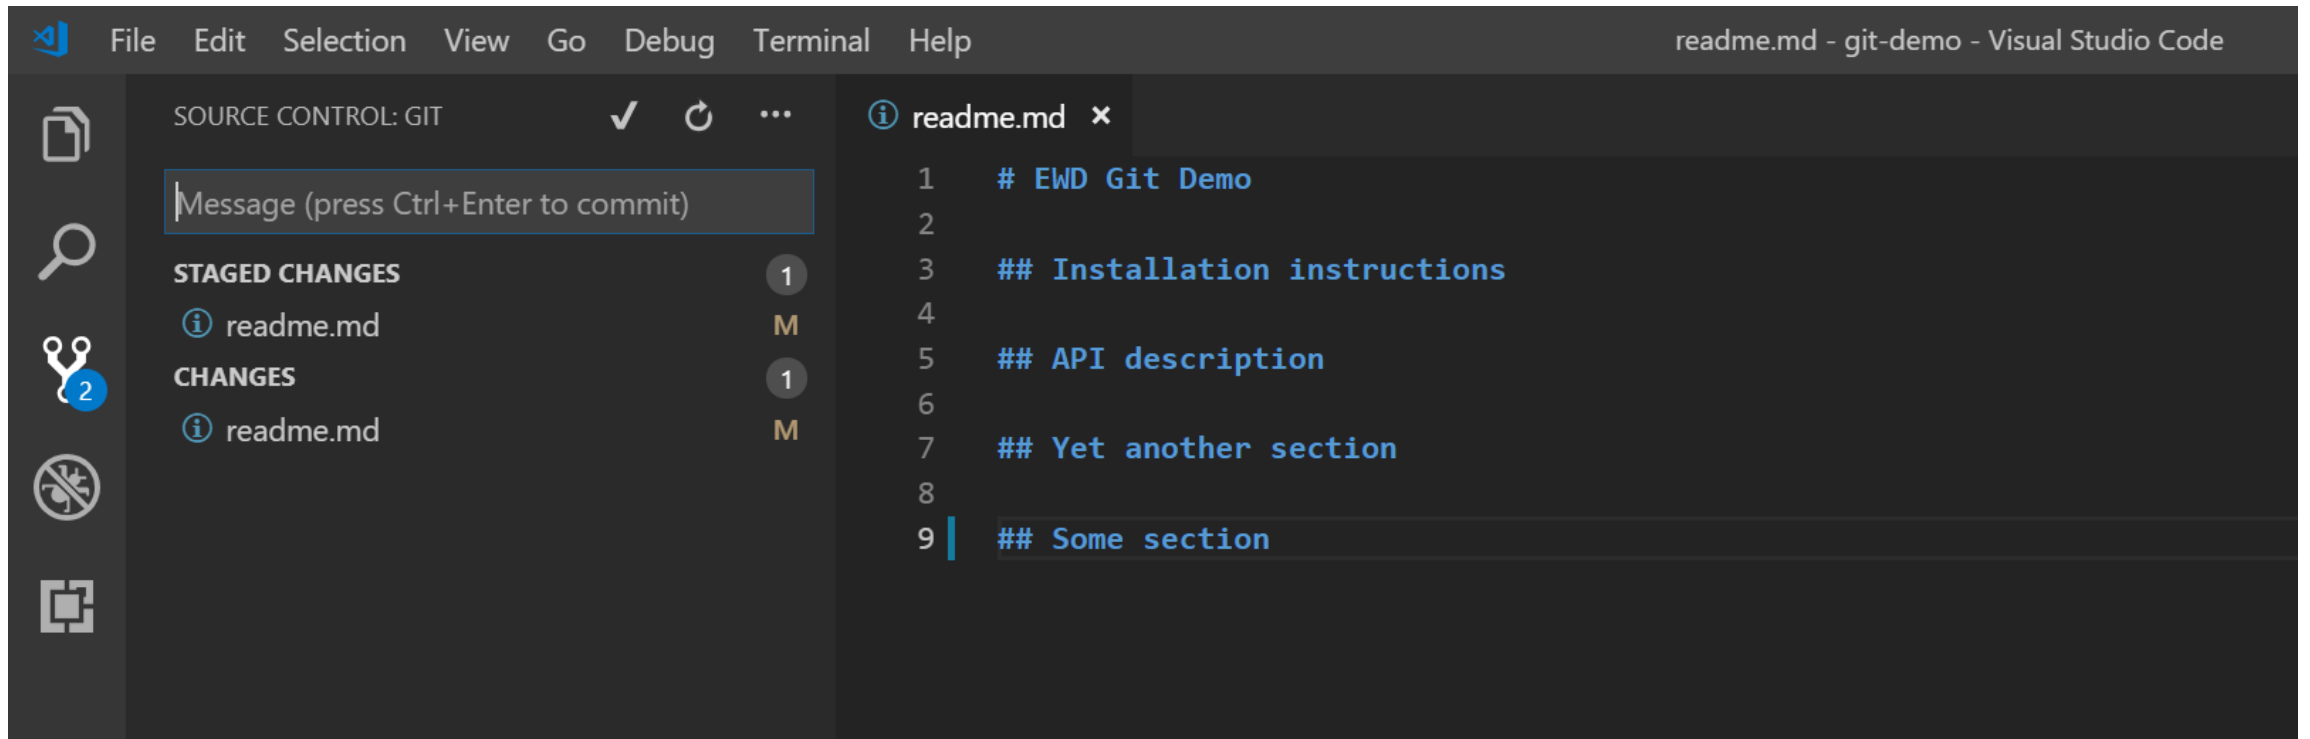 File Edit Selection View Go Debug Terminal Help readme.md - git-demo - Visual Studio Code
SOURCE CONTROL: GIT
Message (press Ctrl+Enter to commit)
STAGED CHANGES 1
readme.md M
CHANGES 1
readme.md M
2
readme.md
1 # EWD Git Demo
2
3 ## Installation instructions
4
5 ## API description
6
7 ## Yet another section
8
9 ## Some section